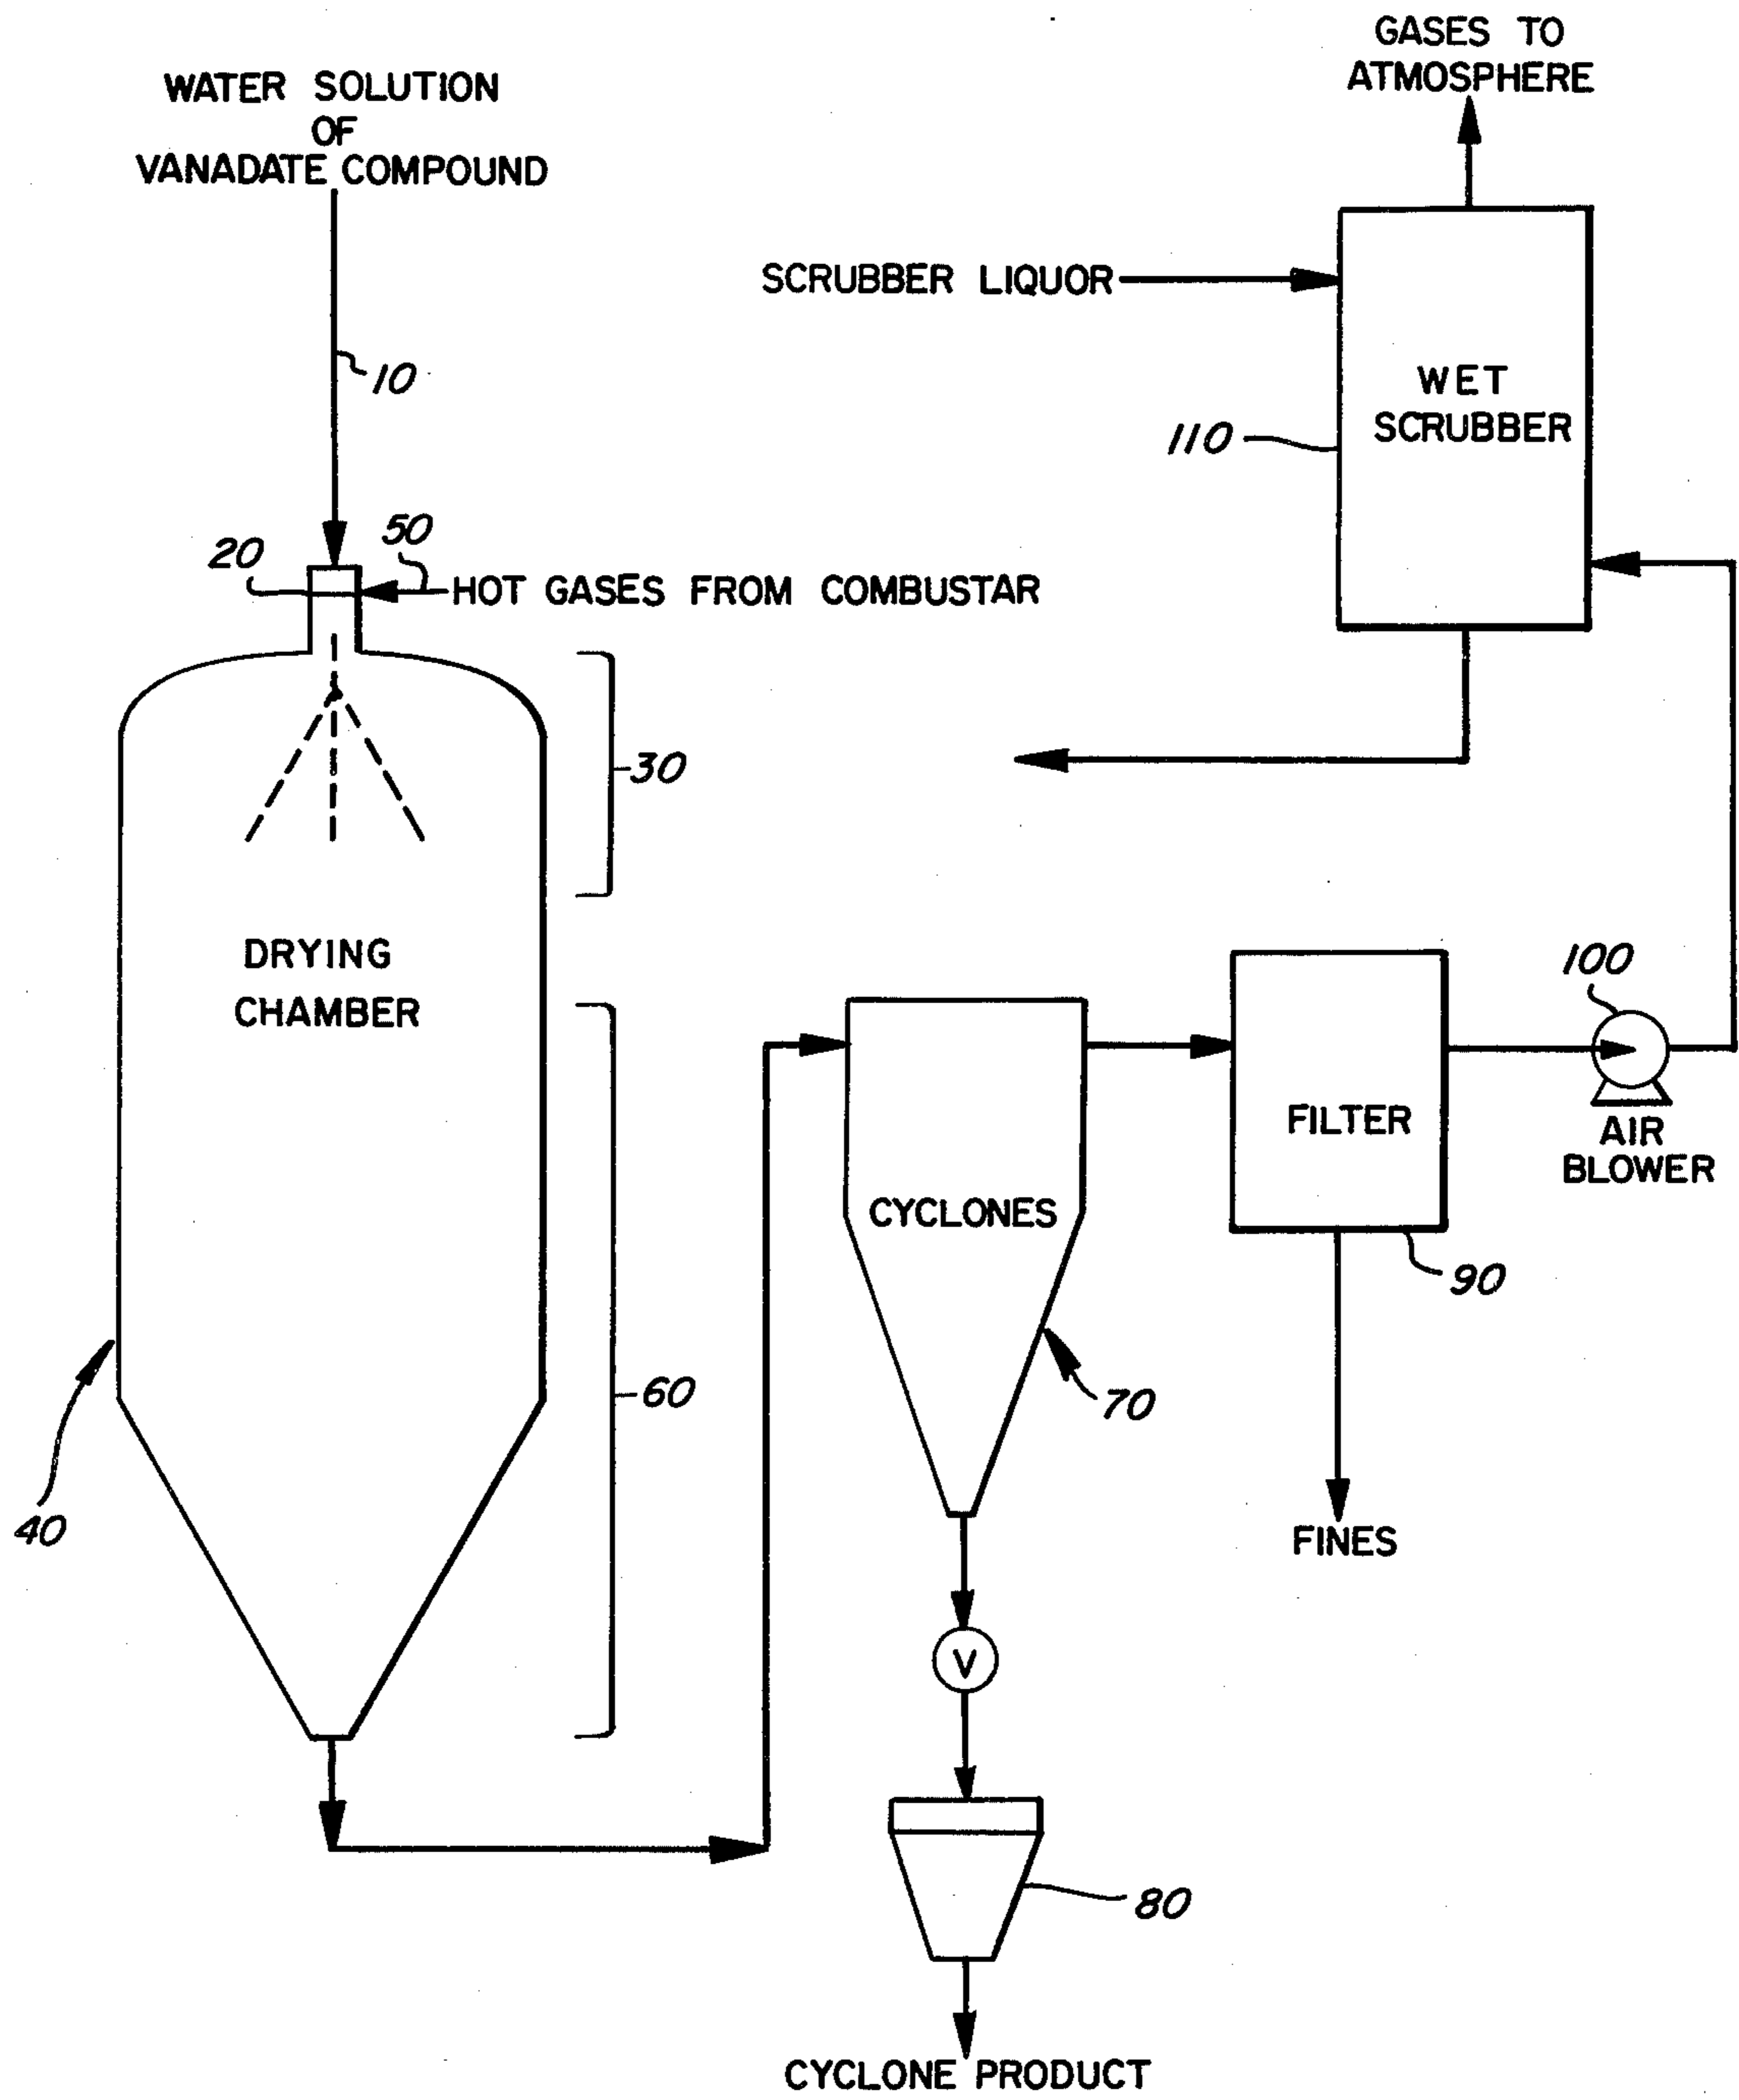 GASES TO
ATMOSPHERE
WATER SOLUTION
OF
VANADATE COMPOUND
SCRUBBER LIQUOR
10
WET
SCRUBBER
110
20
50
HOT GASES FROM COMBUSTAR
30
DRYING
CHAMBER
100
FILTER
AIR
BLOWER
CYCLONES
90
60
70
40
FINES
V
80
CYCLONE PRODUCT